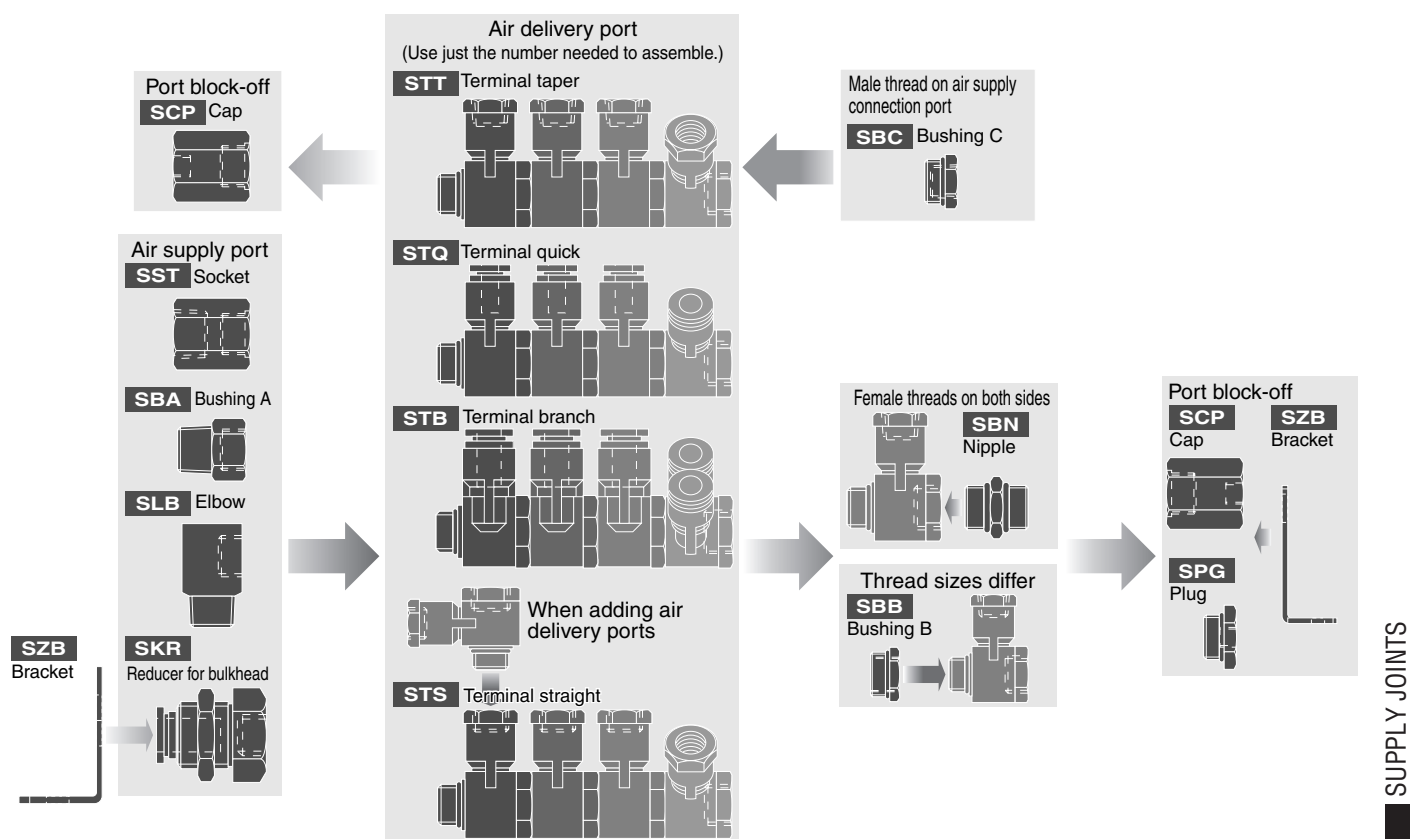 Air delivery port
(Use just the number needed to assemble.)
STT Terminal taper
STQ Terminal quick
STB Terminal branch
When adding air
delivery ports
STS Terminal straight
Port block-off
SCP Cap
Air supply port
SST Socket
SBA Bushing A
SLB Elbow
SKR
Reducer for bulkhead
SZB
Bracket
Male thread on air supply
connection port
SBC Bushing C
Female threads on both sides
SBN
Nipple
Thread sizes differ
SBB
Bushing B
Port block-off
SCP
Cap
SZB
Bracket
SPG
Plug
SUPPLY JOINTS